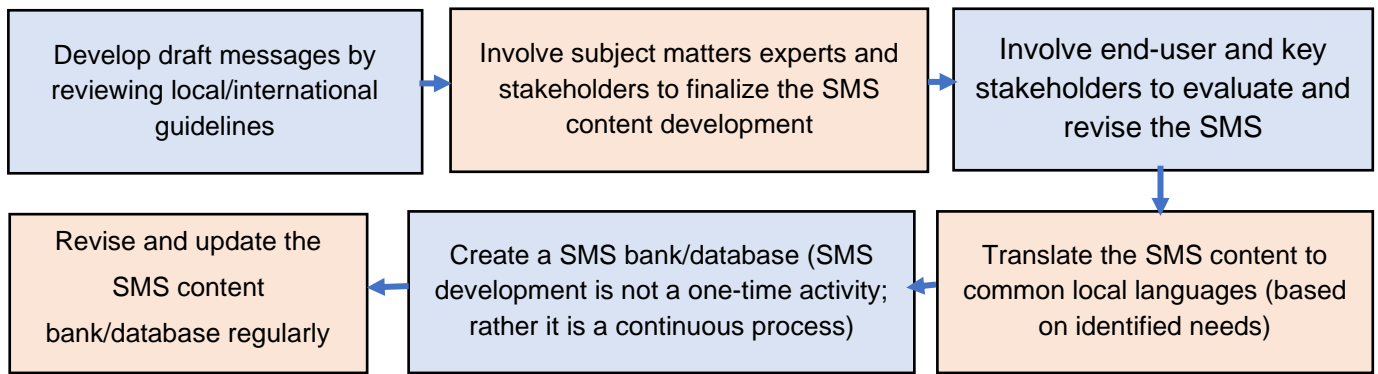 Develop draft messages by
reviewing local/international
guidelines
Involve subject matters experts and
stakeholders to finalize the SMS
content development
Involve end-user and key
stakeholders to evaluate and
revise the SMS
Translate the SMS content to
common local languages (based
on identified needs)
Create a SMS bank/database (SMS
development is not a one-time activity;
rather it is a continuous process)
Revise and update the
SMS content
bank/database regularly